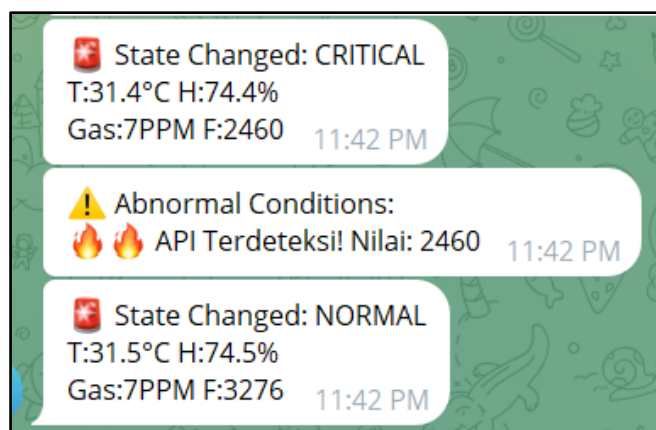 🚨 State Changed: CRITICAL
T:31.4°C H:74.4%
Gas:7PPM F:2460 11:42 PM
⚠️ Abnormal Conditions:
🔥🔥 API Terdeteksi! Nilai: 2460 11:42 PM
🚨 State Changed: NORMAL
T:31.5°C H:74.5%
Gas:7PPM F:3276 11:42 PM